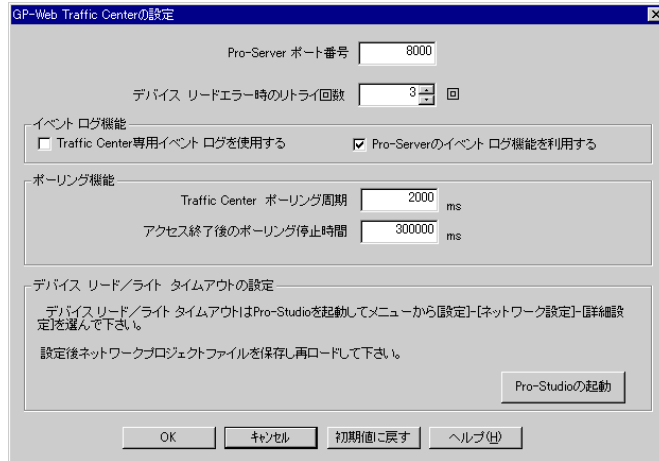 GP-Web Traffic Centerの設定
Pro-Server ポート番号 8000
デバイス リードエラー時のリトライ回数 3 回
イベント ログ機能
Traffic Center専用イベント ログを使用する Pro-Serverのイベント ログ機能を利用する
ポーリング機能
Traffic Center ポーリング周期 2000 ms
アクセス終了後のポーリング停止時間 300000 ms
デバイス リード／ライト タイムアウトの設定
デバイスリード／ライト タイムアウトはPro-Studioを起動してメニューから[設定]-[ネットワーク設定]-[詳細設
定]を選んで下さい。
設定後ネットワークプロジェクトファイルを保存し再ロードして下さい。
Pro-Studioの起動
OK キャンセル 初期値に戻す ヘルプ(H)